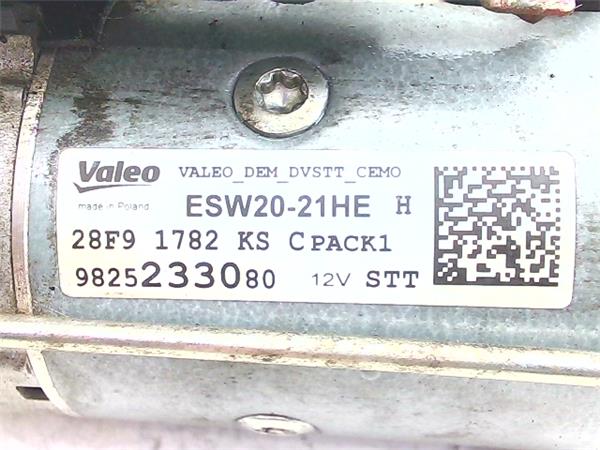 Valeo VALEO_DEM_DVSTT_CEMO
made in Poland ESW20-21HE H
28F9 1782 KS CPACK1
9825233080 12V STT